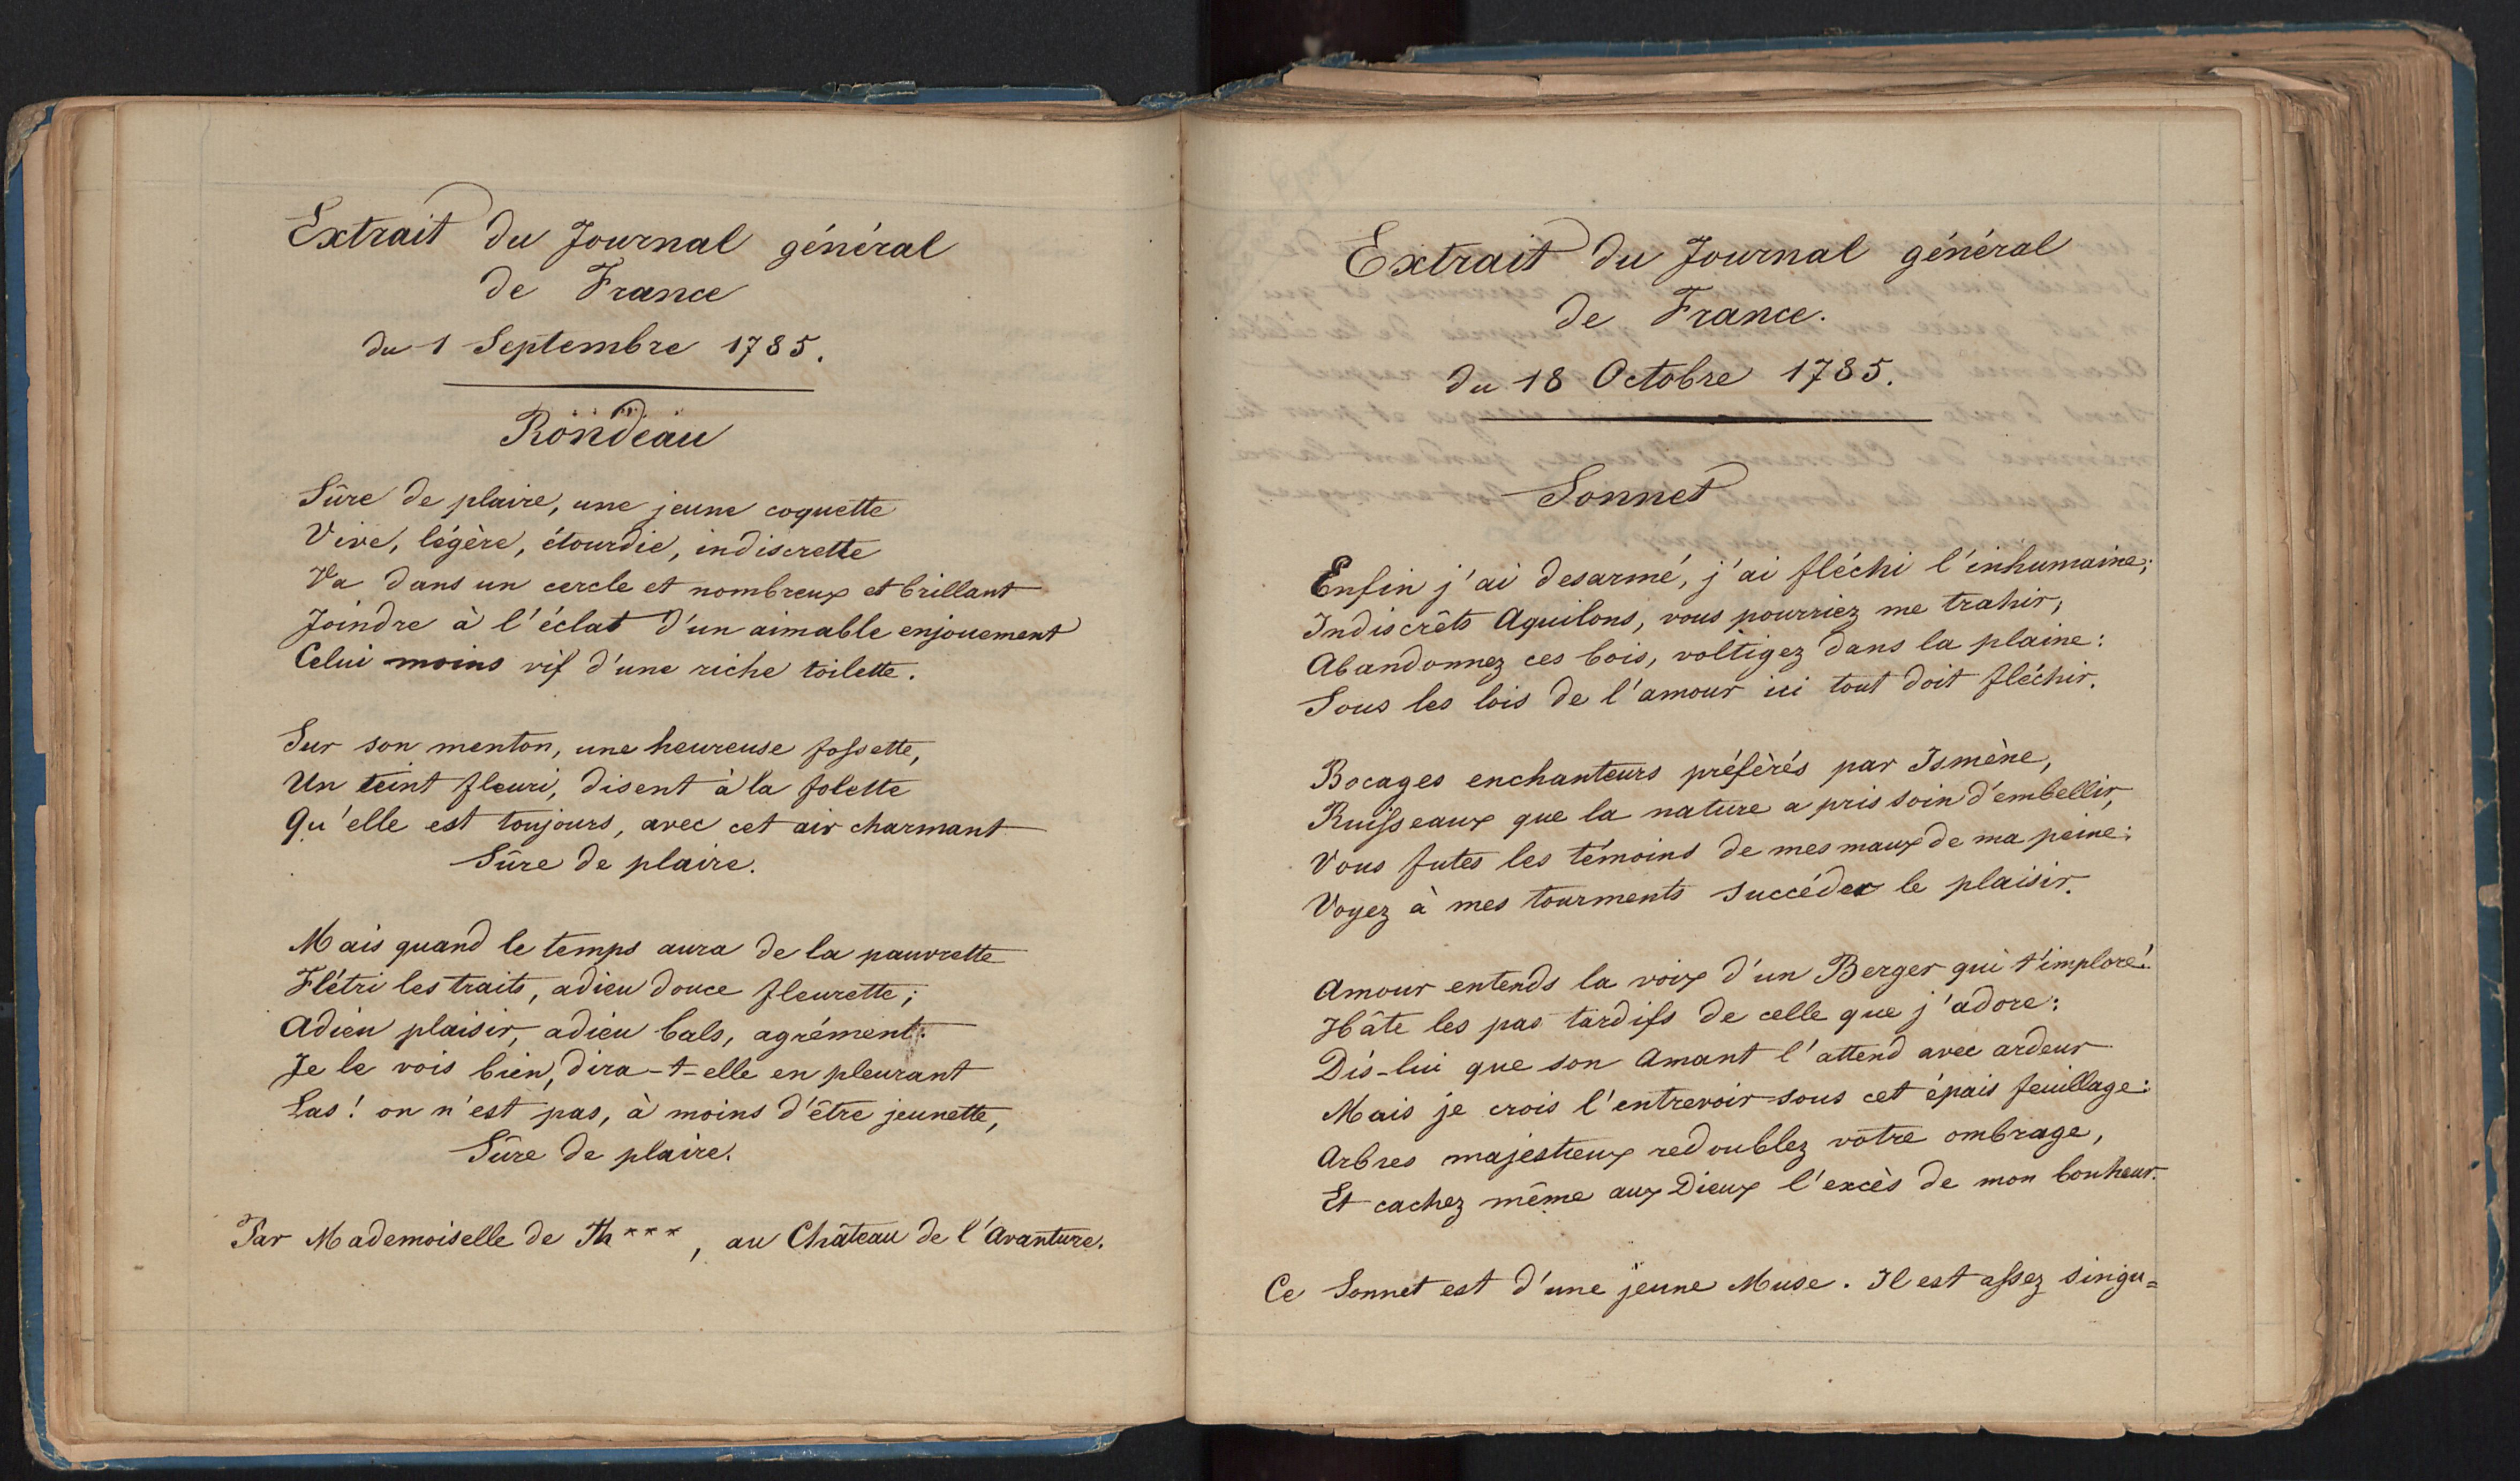 Extrait du Journal général
de France
du 1 Septembre 1785.
Rondeau
Sûre de plaire, une jeune coquette
Vive, légère, étourdie, indiscrette
Va dans un cercle et nombreux et brillant
Joindre à l'éclat d'un aimable enjouement
Celui moins vif d'une riche toilette.
Sur son menton, une heureuse fossette,
Un teint fleuri, disent à la folette
Qu'elle est toujours, avec cet air charmant
Sûre de plaire.
Mais quand le temps aura de la pauvrette
Flétri les traits, adieu douce fleurette;
Adieu plaisir, adieu bals, agrément:
Je le vois bien, dira-t-elle en pleurant
Las! on n'est pas, à moins d'être jeunette,
Sûre de plaire.
Par Mademoiselle de Th***, au Château de l'Avanture.
Extrait du Journal général
de France.
du 18 Octobre 1785.
Sonnet
Enfin j'ai desarmé, j'ai fléchi l'inhumaine;
Indiscrêts Aquilons, vous pourriez me trahir;
Abandonnez ces bois, voltigez dans la plaine:
Sous les lois de l'amour ici tout doit fléchir.
Bocages enchanteurs préfèrés par Ismène,
Ruisseaux que la nature a pris soin d'embellir,
Vous futes les témoins de mes maux de ma peine:
Voyez à mes tourments succéder le plaisir.
Amour entends la voix d'un Berger qui t'implore!
Hâte les pas tardifs de celle que j'adore:
Dis-lui que son Amant l'attend avec ardeur
Mais je crois l'entrevoir sous cet épais feuillage:
Arbres majestieux redoublez votre ombrage,
Et cachez même aux Dieux l'excès de mon bonheur.
Ce Sonnet est d'une jeune Muse. Il est assez singu=